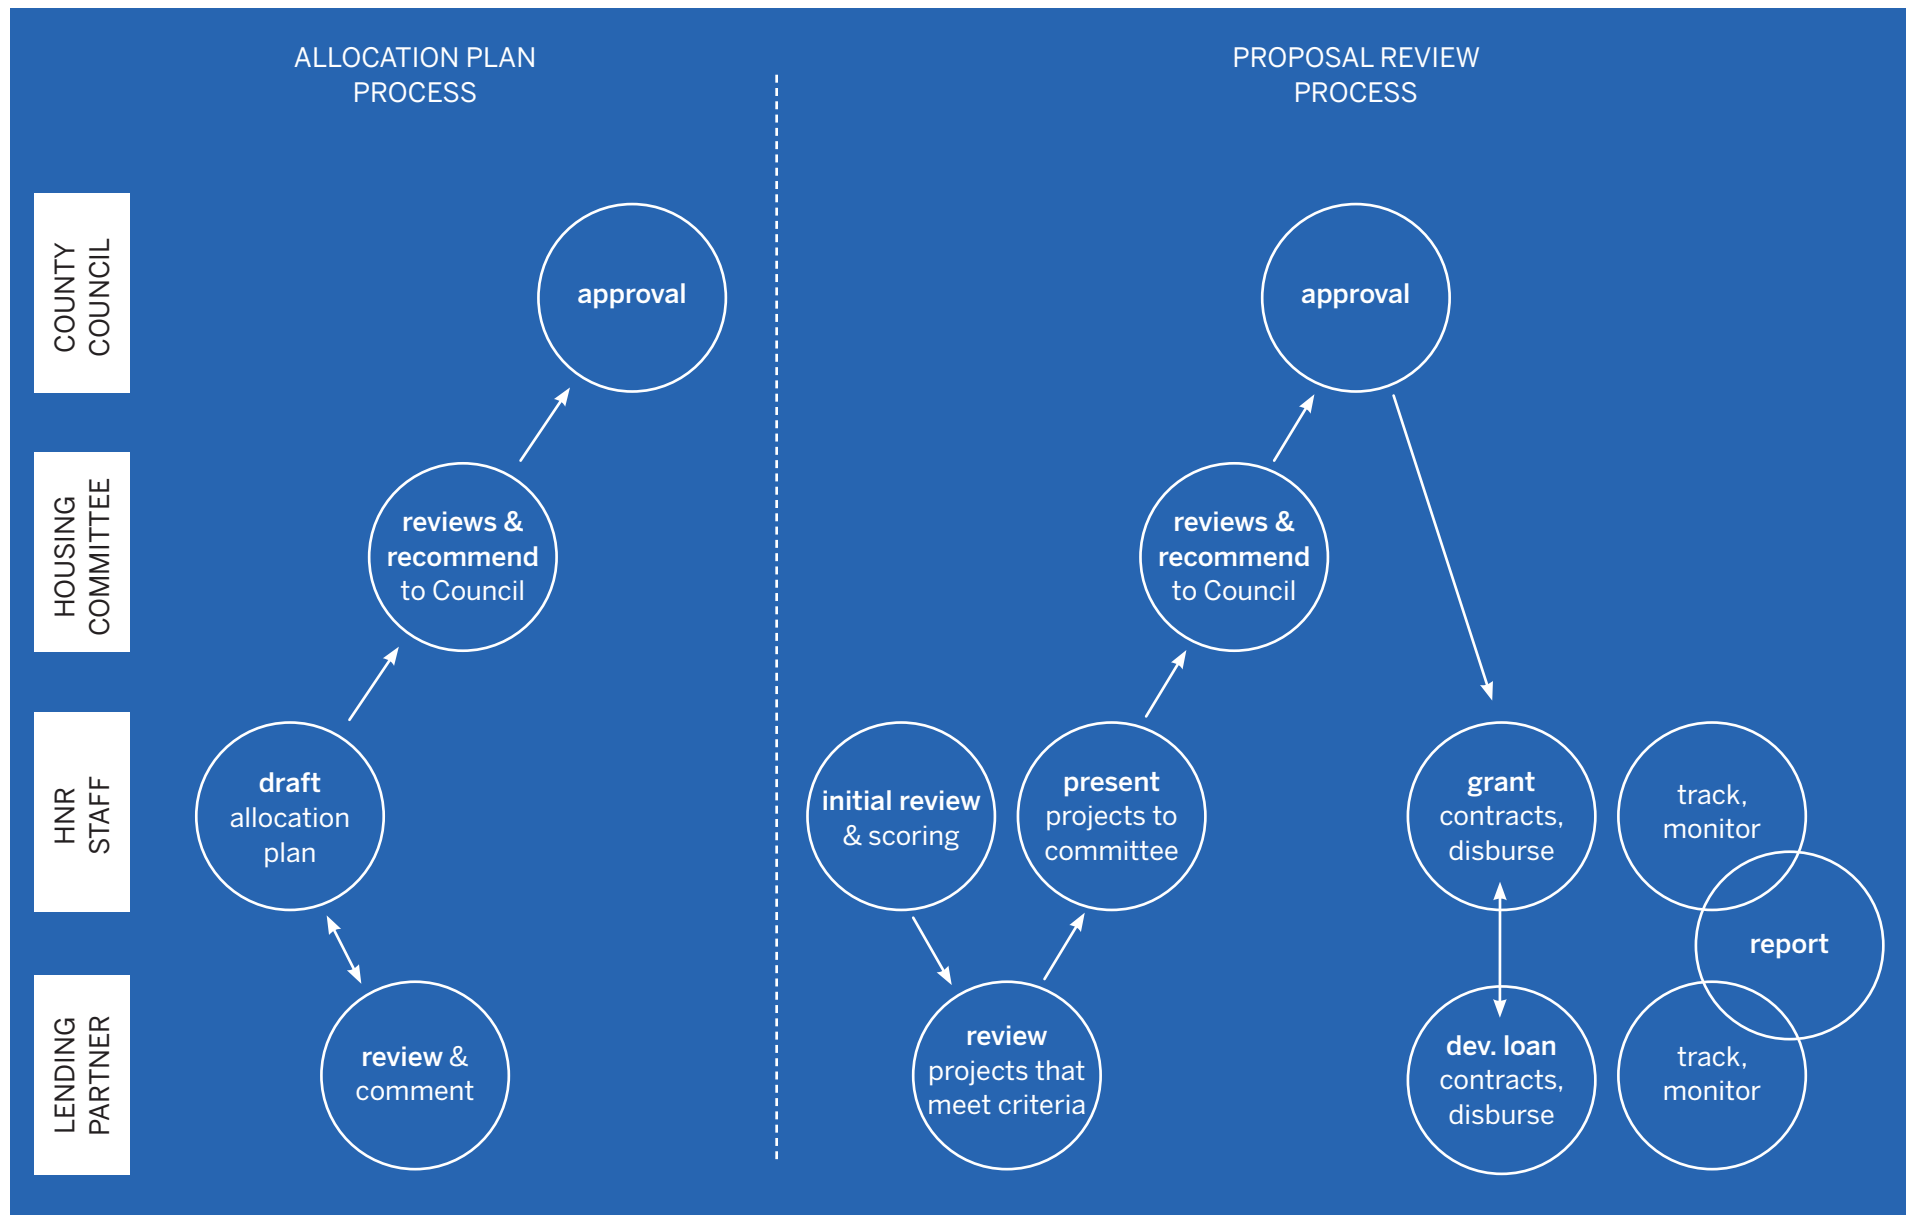 ALLOCATION PLAN
PROCESS
PROPOSAL REVIEW
PROCESS
COUNTY
COUNCIL
approval
approval
HOUSING
COMMITTEE
reviews &
recommend
to Council
reviews &
recommend
to Council
HNR
STAFF
draft
allocation
plan
initial review
& scoring
present
projects to
committee
grant
contracts,
disburse
track,
monitor
report
LENDING
PARTNER
review &
comment
review
projects that
meet criteria
dev. loan
contracts,
disburse
track,
monitor